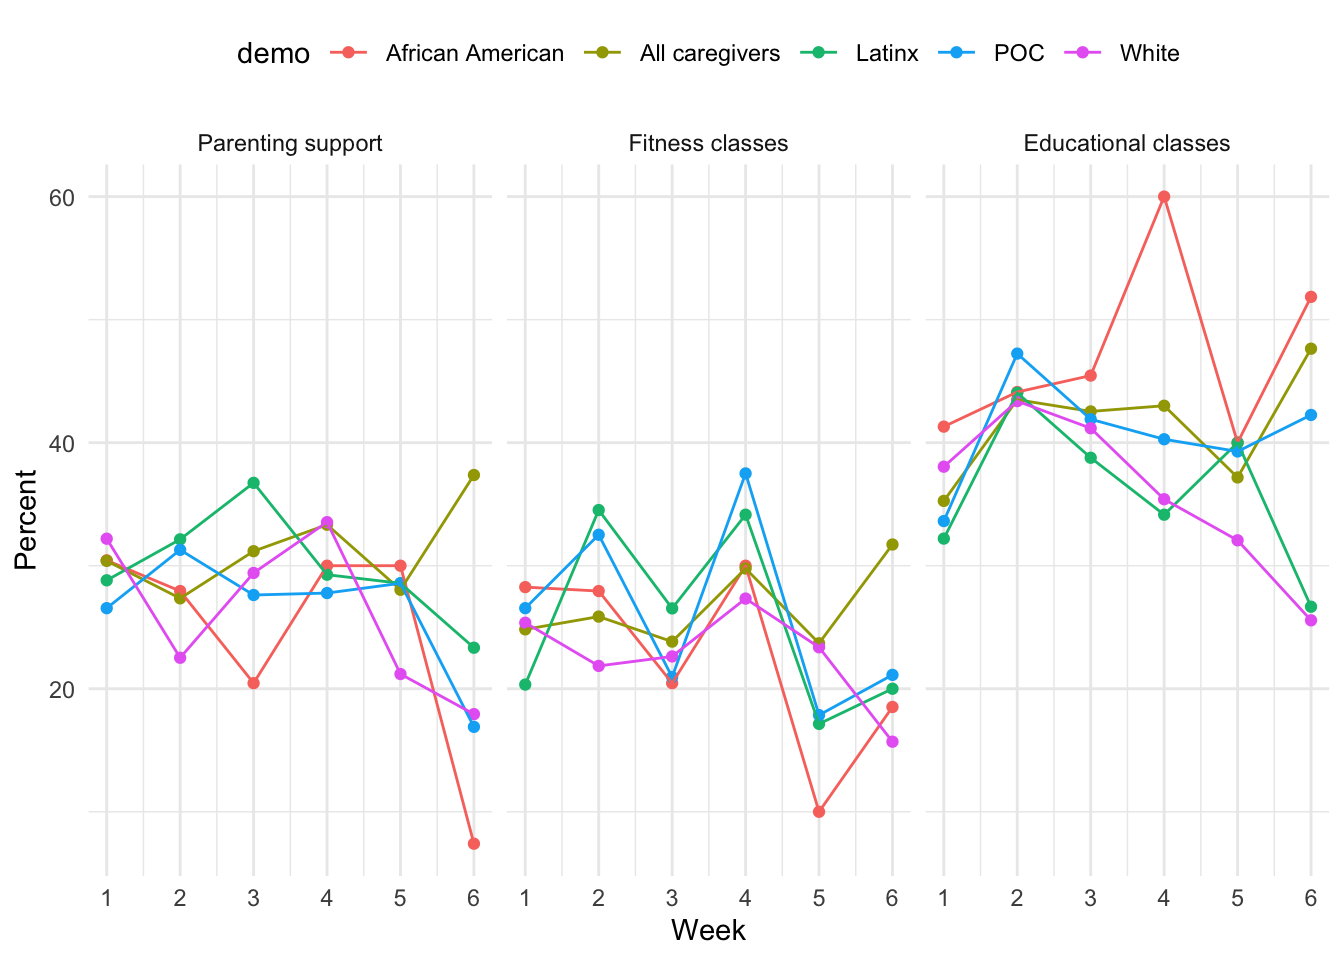 demo African American All caregivers Latinx POC White
Parenting support Fitness classes Educational classes
60
40
20
Percent
1 2 3 4 5 6 1 2 3 4 5 6 1 2 3 4 5 6
Week